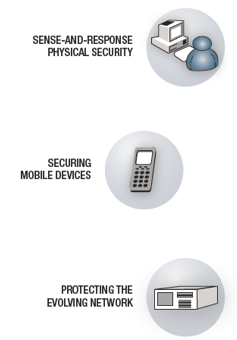 SENSE-AND-RESPONSE
PHYSICAL SECURITY
SECURING
MOBILE DEVICES
PROTECTING THE
EVOLVING NETWORK